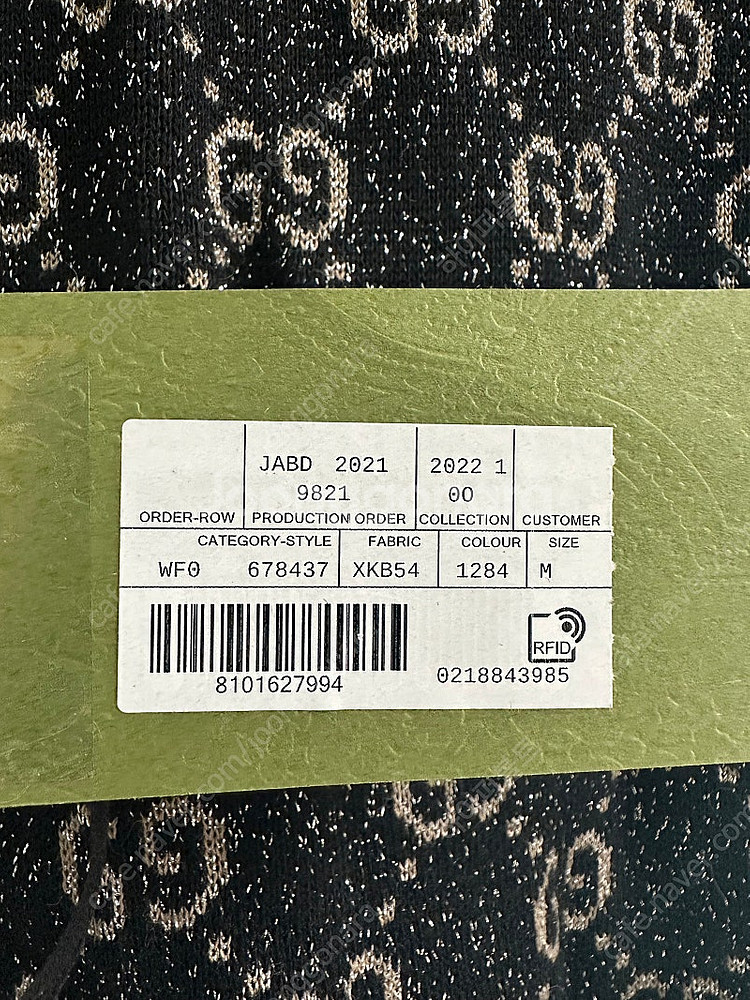 JABD 2021 2022 1
9821 00
ORDER-ROW PRODUCTION ORDER COLLECTION CUSTOMER
CATEGORY-STYLE FABRIC COLOUR SIZE
WF0 678437 XKB54 1284 M
RFID
8101627994 0218843985